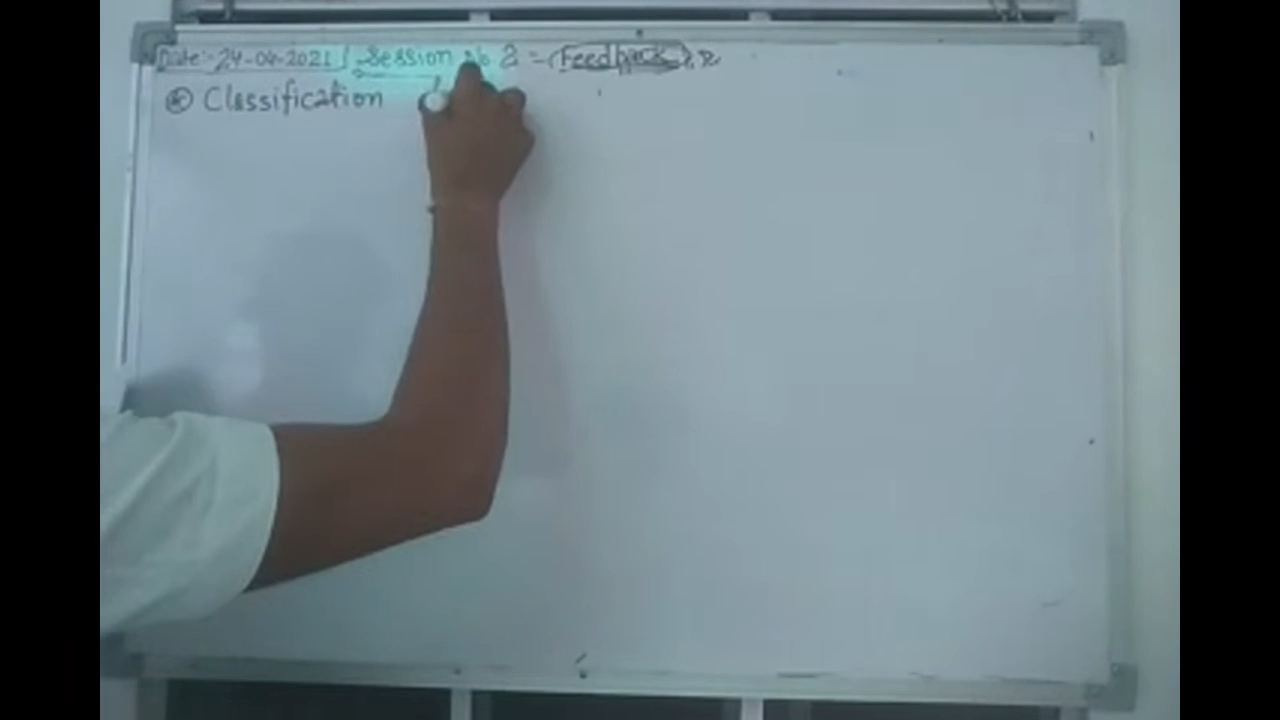 Date:- 24-04-2021 / Session No 2 = Feedback
* Classification